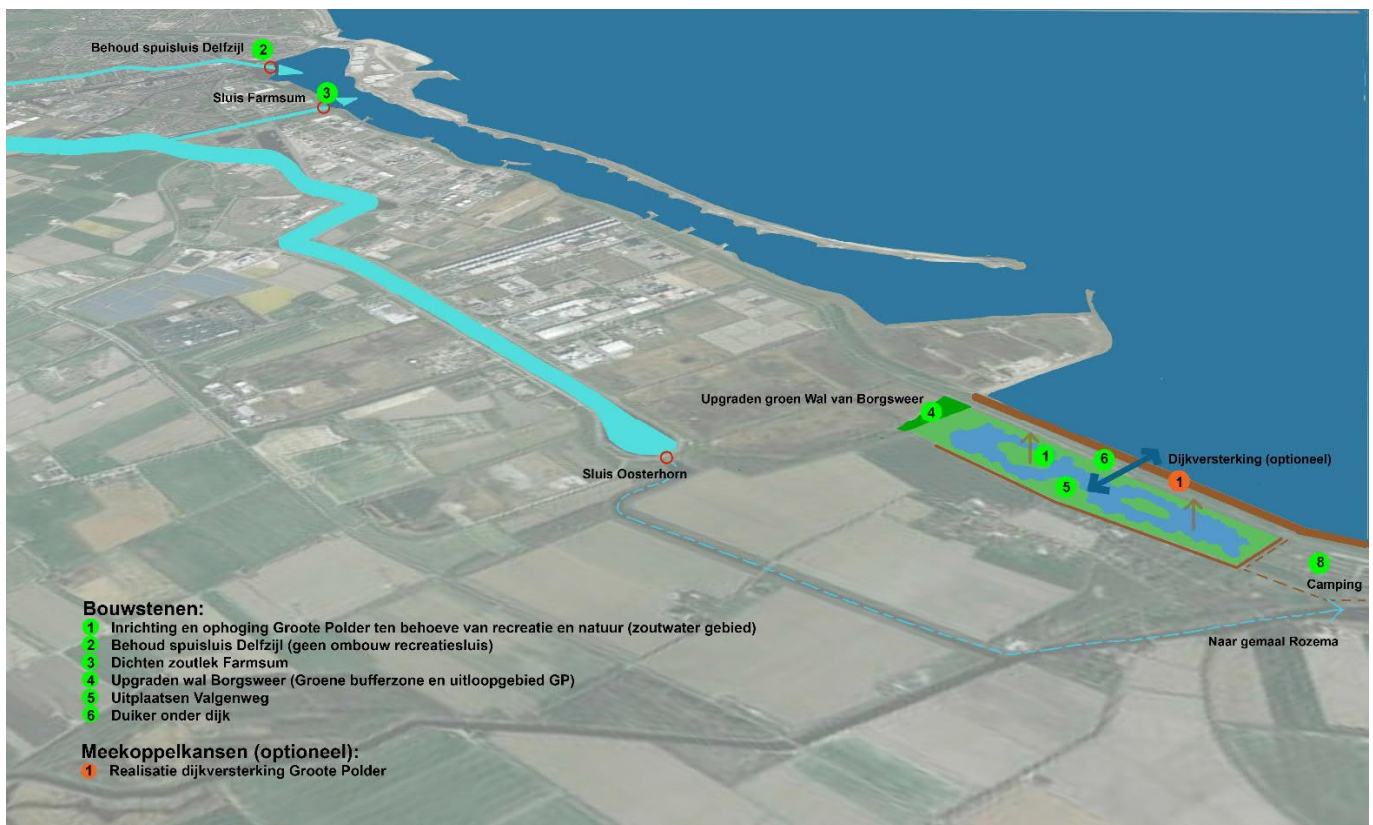 Behoud spuisluis Delfzijl 2
3
Sluis Farmsum
Upgraden groen Wal van Borgsweer
4
1
6
Dijkversterking (optioneel)
Sluis Oosterhorn
5
1
8
Camping
Naar gemaal Rozema
Bouwstenen:
1 Inrichting en ophoging Groote Polder ten behoeve van recreatie en natuur (zoutwater gebied)
2 Behoud spuisluis Delfzijl (geen ombouw recreatiesluis)
3 Dichten zoutlek Farmsum
4 Upgraden wal Borgsweer (Groene bufferzone en uitloopgebied GP)
5 Uitplaatsen Valgenweg
6 Duiker onder dijk
Meekoppelkansen (optioneel):
1 Realisatie dijkversterking Groote Polder